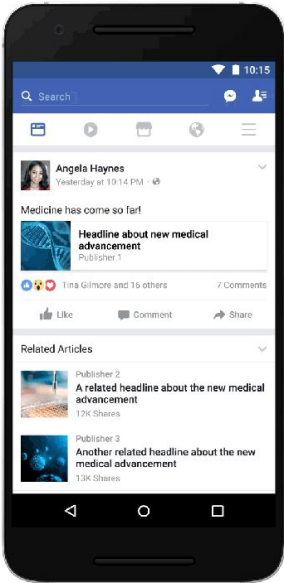 10:15
Search
Angela Haynes
Yesterday at 10:14 PM ·
Medicine has come so far!
Headline about new medical
advancement
Publisher 1
Tina Gilmore and 16 others
7 Comments
Like
Comment
Share
Related Articles
Publisher 2
A related headline about the new medical
advancement
12K Shares
Publisher 3
Another related headline about the new
medical advancement
13K Shares